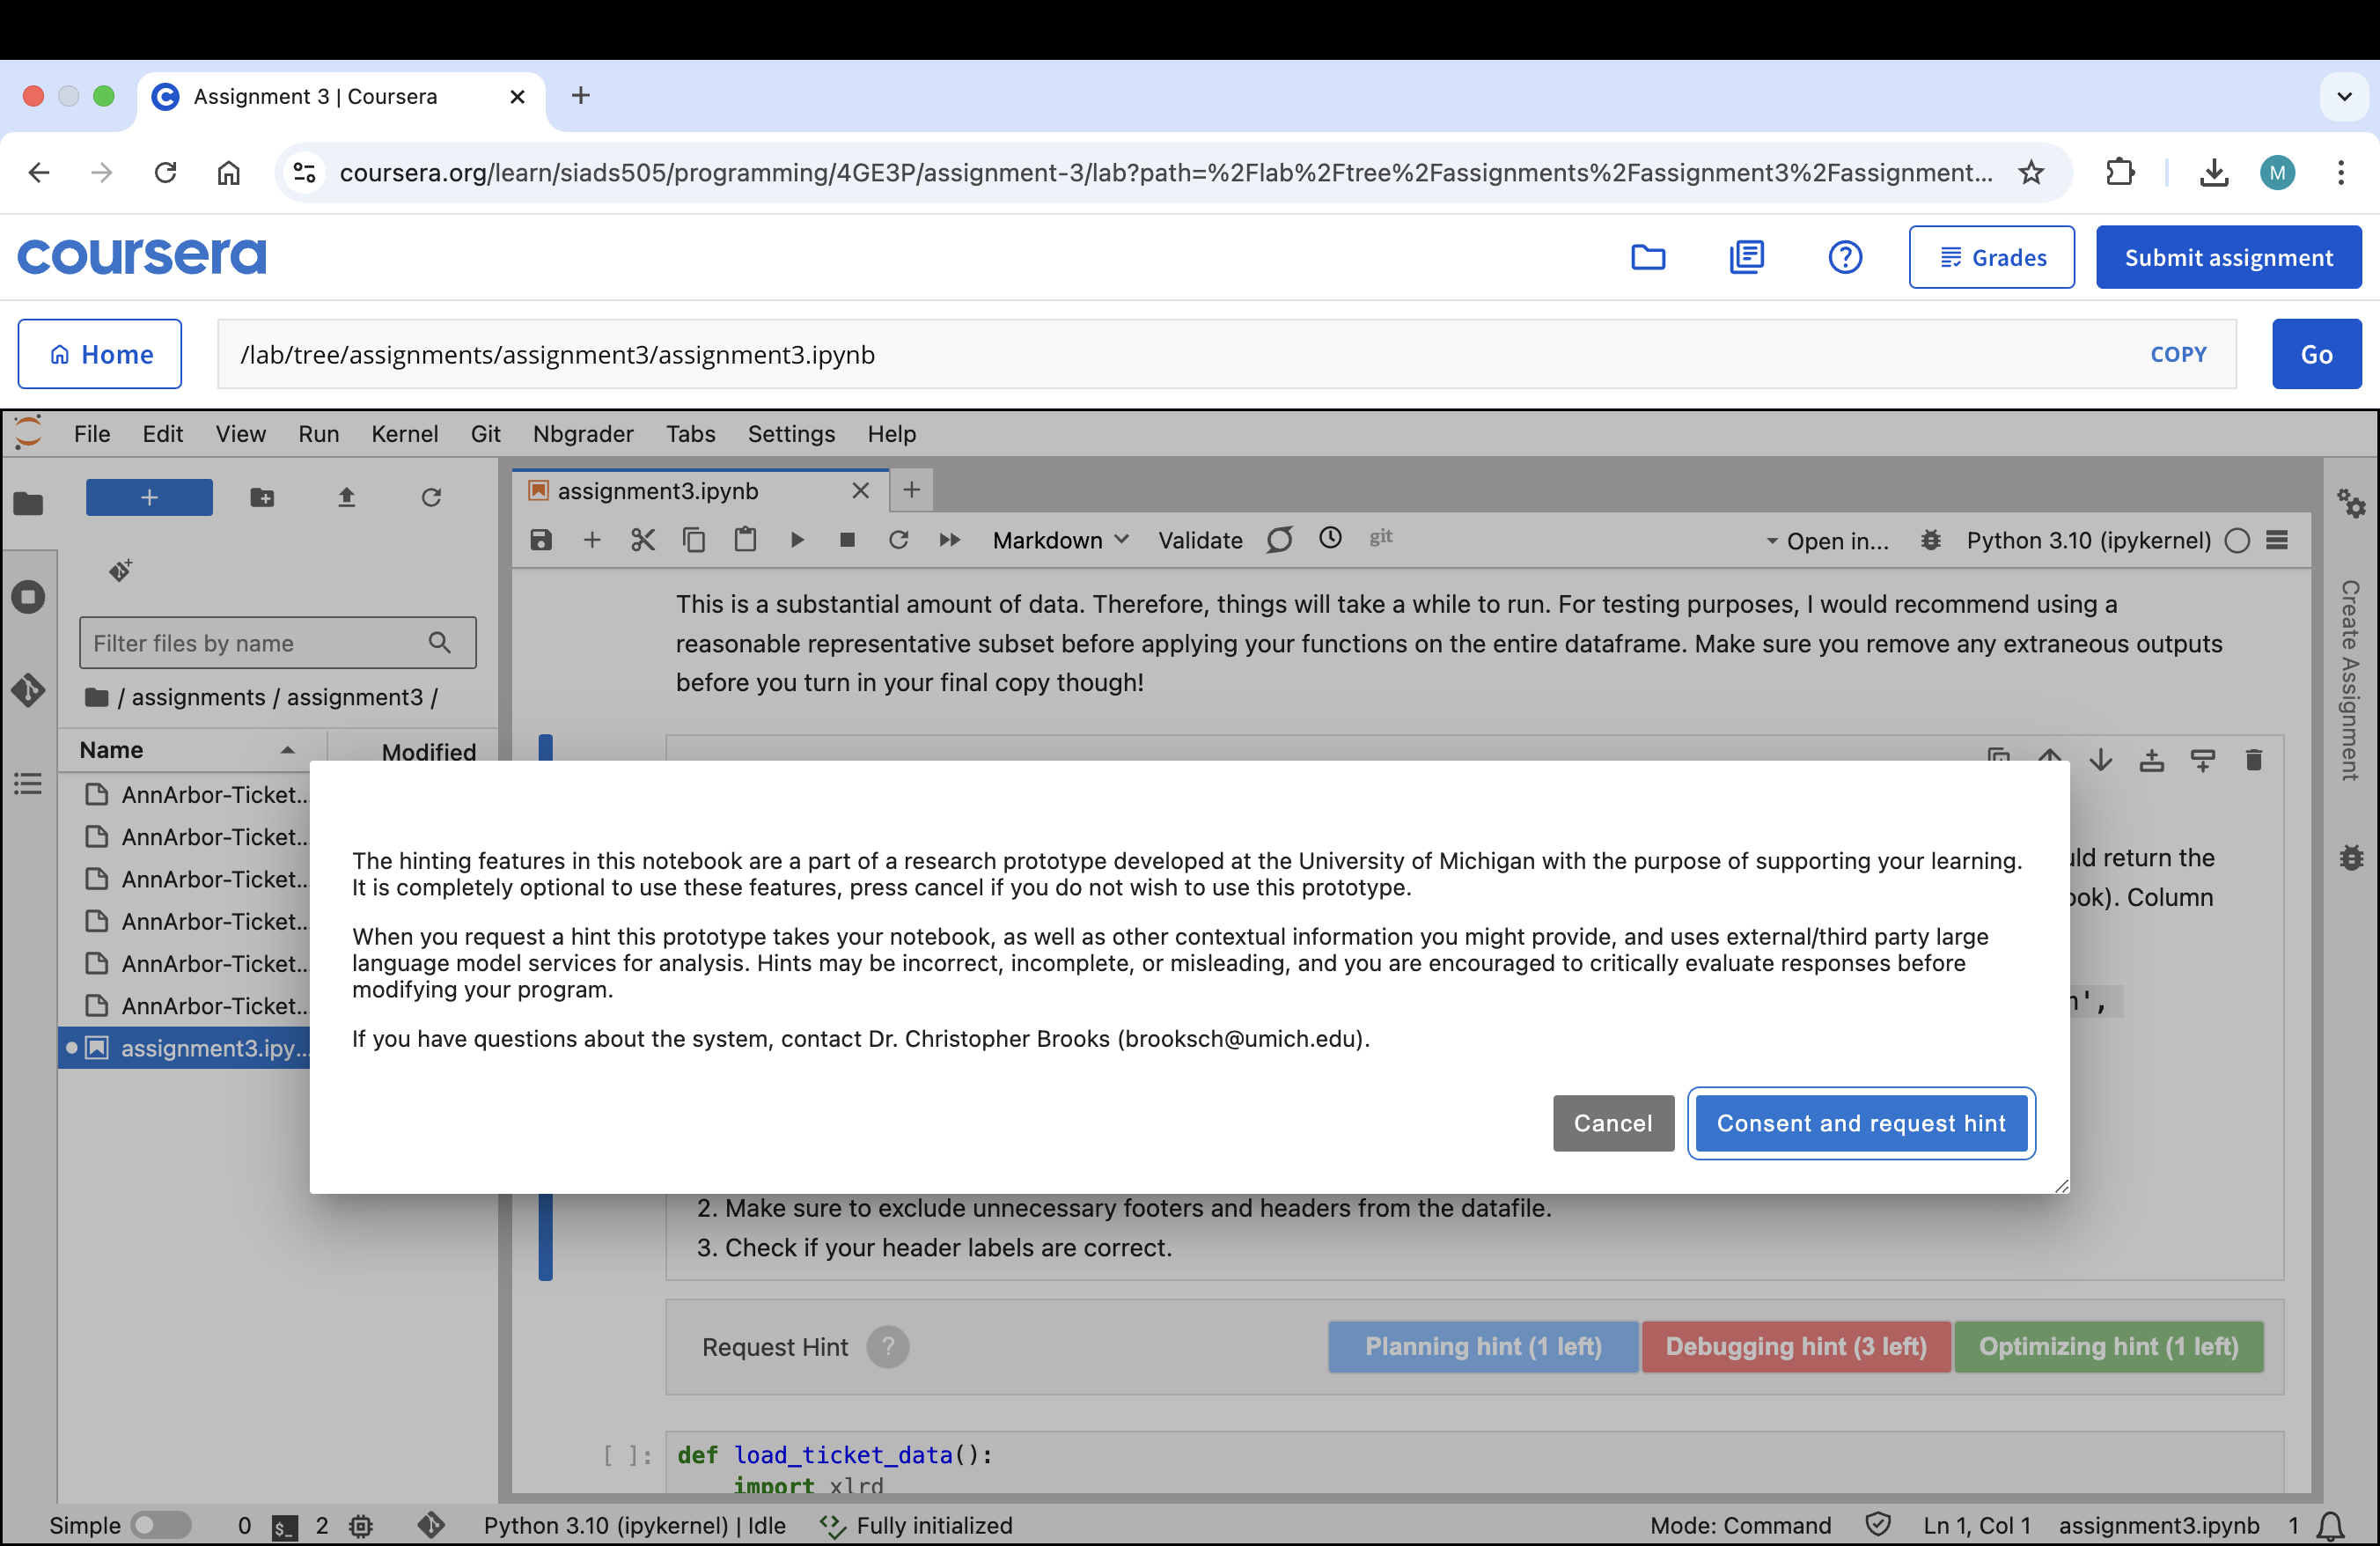 Assignment 3 | Coursera
coursera.org/learn/siads505/programming/4GE3P/assignment-3/lab?path=%2Flab%2Ftree%2Fassignments%2Fassignment3%2Fassignment...
M
coursera
Grades
Submit assignment
Home
/lab/tree/assignments/assignment3/assignment3.ipynb
COPY
Go
File Edit View Run Kernel Git Nbgrader Tabs Settings Help
assignment3.ipynb
Markdown
Validate
git
Open in...
Python 3.10 (ipykernel)
Filter files by name
/ assignments / assignment3 /
Name
Modified
AnnArbor-Ticket...
AnnArbor-Ticket...
AnnArbor-Ticket...
AnnArbor-Ticket...
AnnArbor-Ticket...
AnnArbor-Ticket...
assignment3.ipy...
This is a substantial amount of data. Therefore, things will take a while to run. For testing purposes, I would recommend using a
reasonable representative subset before applying your functions on the entire dataframe. Make sure you remove any extraneous outputs
before you turn in your final copy though!
Create Assignment
return the
Column
The hinting features in this notebook are a part of a research prototype developed at the University of Michigan with the purpose of supporting your learning.
It is completely optional to use these features, press cancel if you do not wish to use this prototype.
When you request a hint this prototype takes your notebook, as well as other contextual information you might provide, and uses external/third party large
language model services for analysis. Hints may be incorrect, incomplete, or misleading, and you are encouraged to critically evaluate responses before
modifying your program.
If you have questions about the system, contact Dr. Christopher Brooks (brooksch@umich.edu).
Cancel
Consent and request hint
2. Make sure to exclude unnecessary footers and headers from the datafile.
3. Check if your header labels are correct.
Request Hint ?
Planning hint (1 left)
Debugging hint (3 left)
Optimizing hint (1 left)
[ ]: def load_ticket_data():
import xlrd
Simple
0
$_
2
Python 3.10 (ipykernel) | Idle
Fully initialized
Mode: Command
Ln 1, Col 1
assignment3.ipynb
1